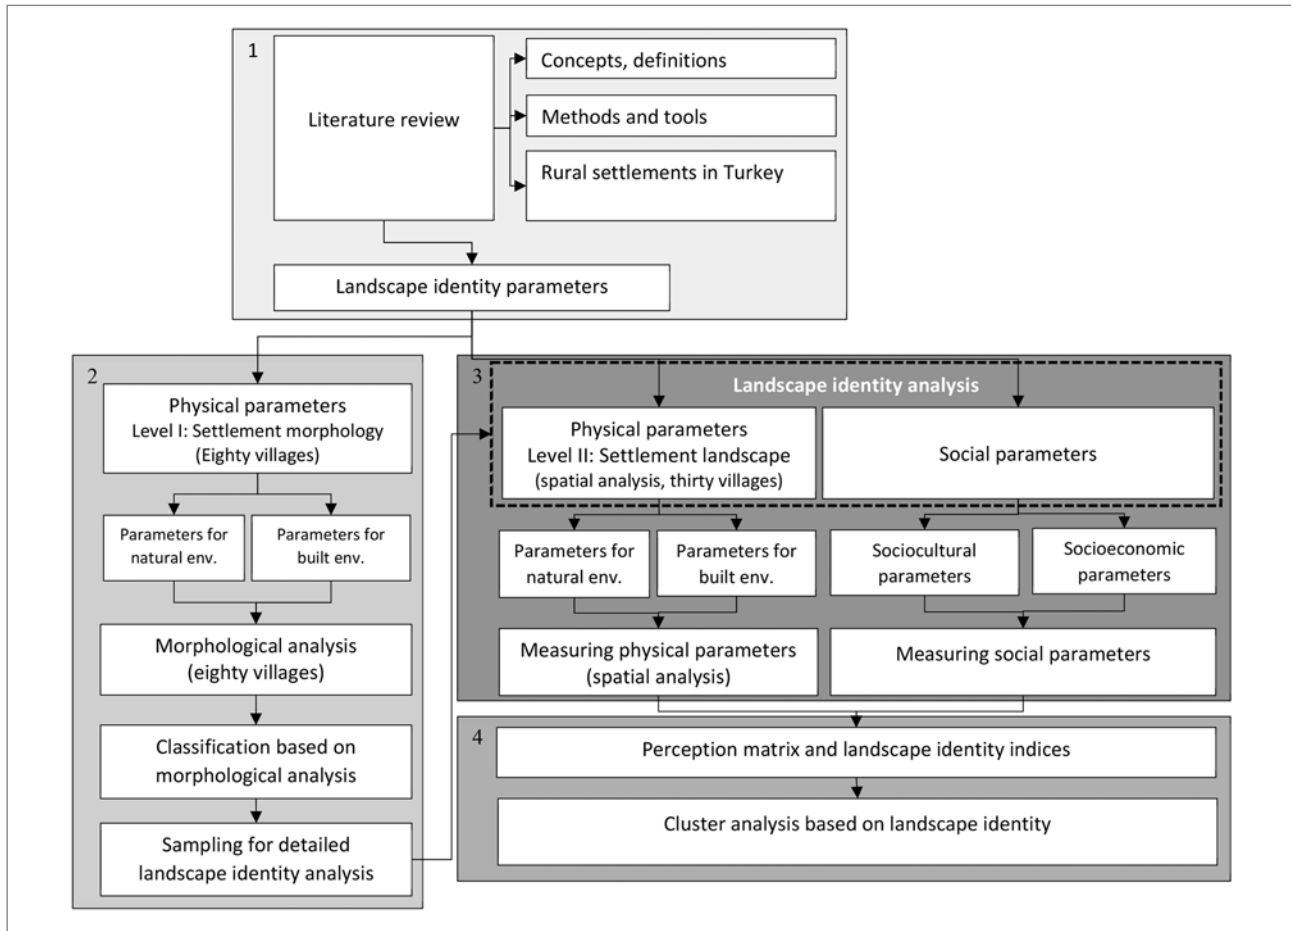 1
Literature review
Concepts, definitions
Methods and tools
Rural settlements in Turkey
Landscape identity parameters
2
Physical parameters
Level I: Settlement morphology
(Eighty villages)
Parameters for
natural env.
Parameters for
built env.
Morphological analysis
(eighty villages)
Classification based on
morphological analysis
Sampling for detailed
landscape identity analysis
3
Landscape identity analysis
Physical parameters
Level II: Settlement landscape
(spatial analysis, thirty villages)
Social parameters
Parameters for
natural env.
Parameters for
built env.
Sociocultural
parameters
Socioeconomic
parameters
Measuring physical parameters
(spatial analysis)
Measuring social parameters
4
Perception matrix and landscape identity indices
Cluster analysis based on landscape identity